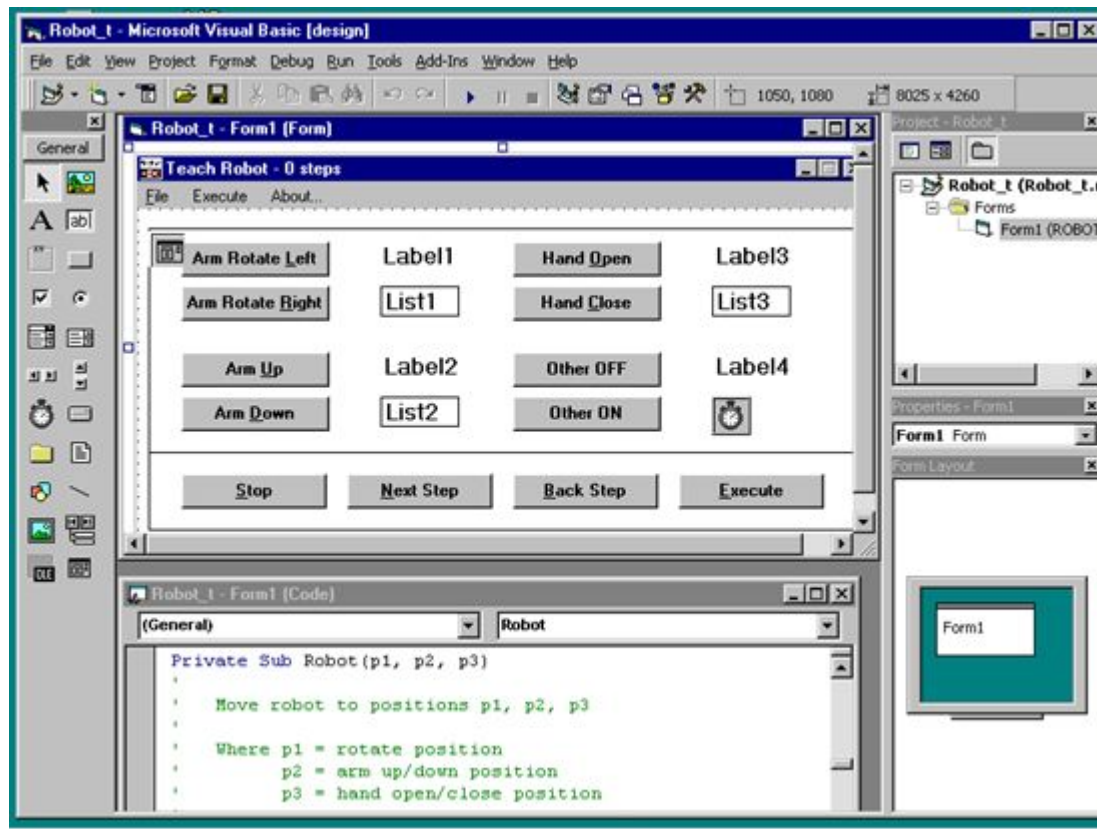 Robot_t - Microsoft Visual Basic [design]
File Edit View Project Format Debug Run Tools Add-Ins Window Help
1050, 1080 8025 x 4260
General
Robot_t - Form1 (Form)
Teach Robot - 0 steps
File Execute About...
Arm Rotate Left Label1 Hand Open Label3
Arm Rotate Right List1 Hand Close List3
Arm Up Label2 Other OFF Label4
Arm Down List2 Other ON
Stop Next Step Back Step Execute
A ab
OLE
Robot_t - Form1 (Code)
(General) Robot
Private Sub Robot(p1, p2, p3)
'
' Move robot to positions p1, p2, p3
'
' Where p1 = rotate position
' p2 = arm up/down position
' p3 = hand open/close position
'
Project - Robot_t
Robot_t (Robot_t.
Forms
Form1 (ROBOT
Properties - Form1
Form1 Form
Form Layout
Form1